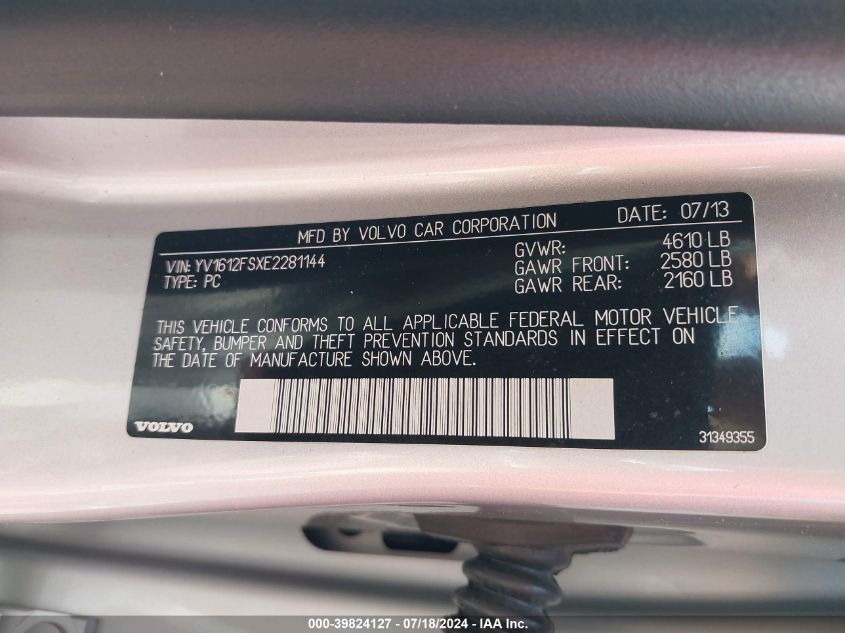 MFD BY VOLVO CAR CORPORATION DATE: 07/13
VIN: YV1612FSXE2281144 GVWR: 4610 LB
TYPE: PC GAWR FRONT: 2580 LB
GAWR REAR: 2160 LB
THIS VEHICLE CONFORMS TO ALL APPLICABLE FEDERAL MOTOR VEHICLE
SAFETY, BUMPER AND THEFT PREVENTION STANDARDS IN EFFECT ON
THE DATE OF MANUFACTURE SHOWN ABOVE.
VOLVO 31349355
000-39824127 - 07/18/2024 - IAA Inc.